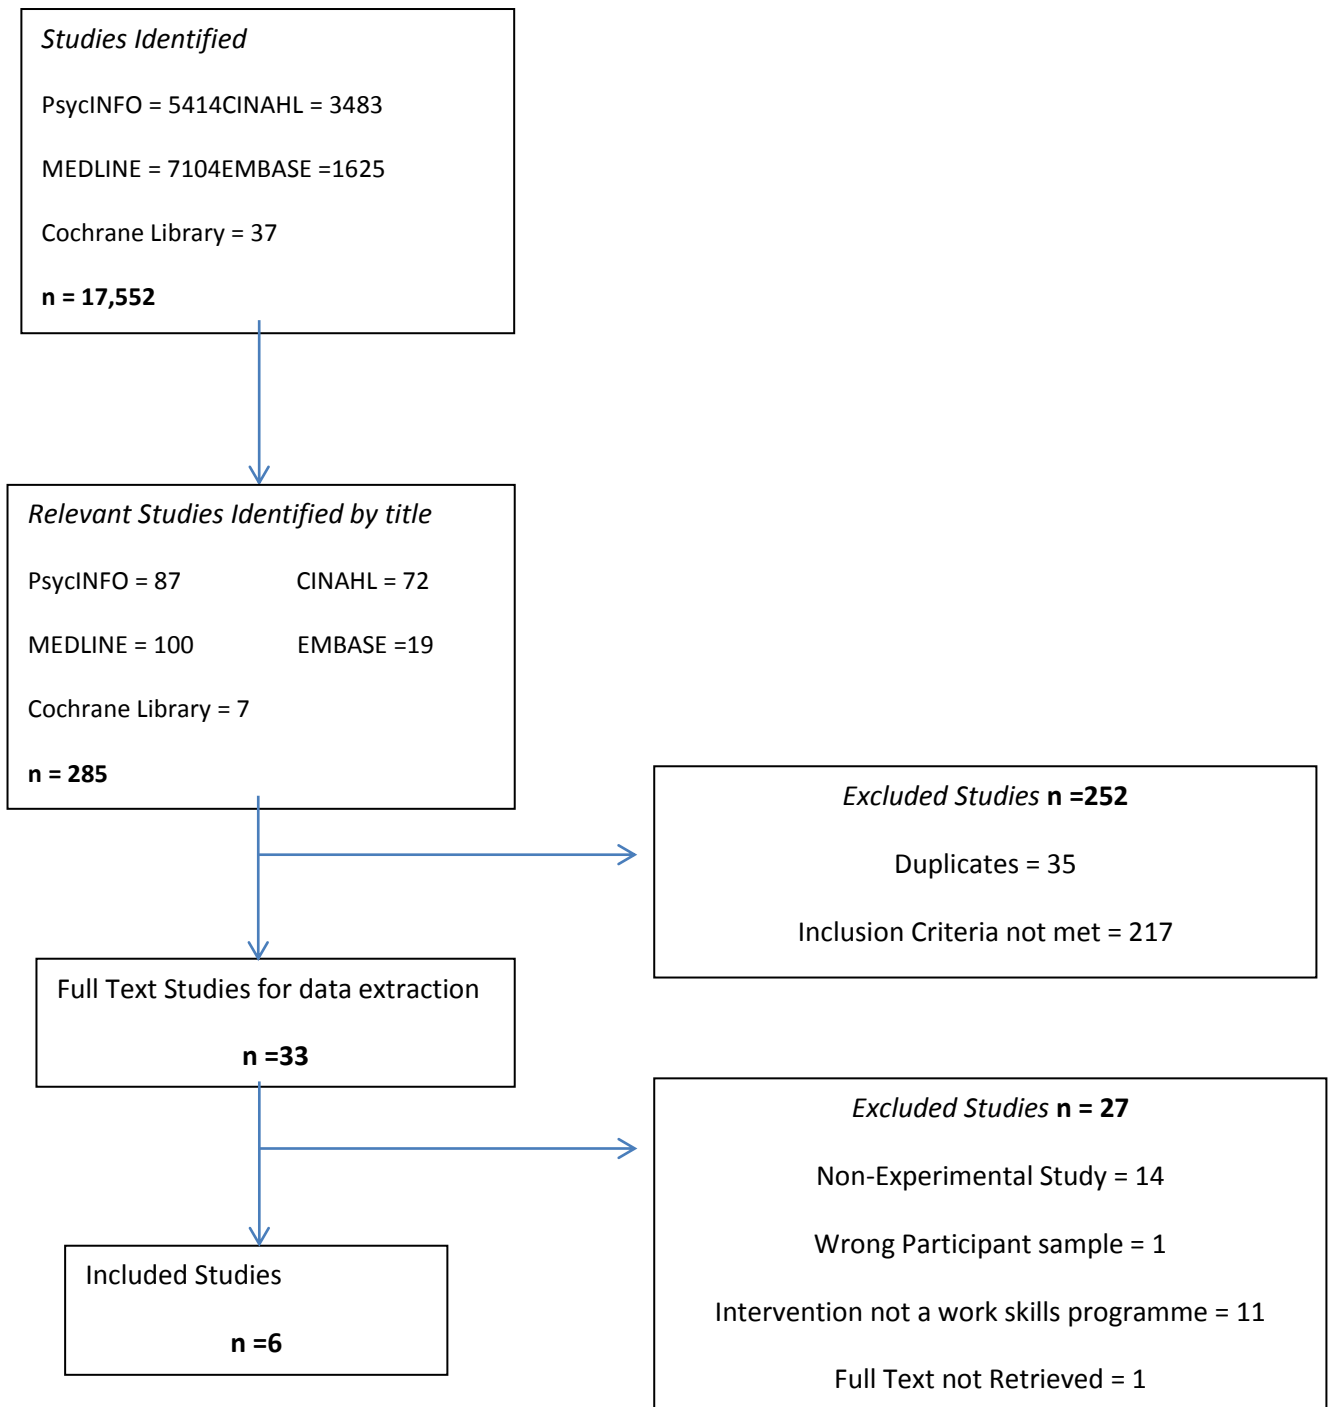 Studies Identified
PsycINFO = 5414CINAHL = 3483
MEDLINE = 7104EMBASE =1625
Cochrane Library = 37
n = 17,552
Relevant Studies Identified by title
PsycINFO = 87 CINAHL = 72
MEDLINE = 100 EMBASE =19
Cochrane Library = 7
n = 285
Excluded Studies n =252
Duplicates = 35
Inclusion Criteria not met = 217
Full Text Studies for data extraction
n =33
Excluded Studies n = 27
Non-Experimental Study = 14
Wrong Participant sample = 1
Intervention not a work skills programme = 11
Full Text not Retrieved = 1
Included Studies
n =6